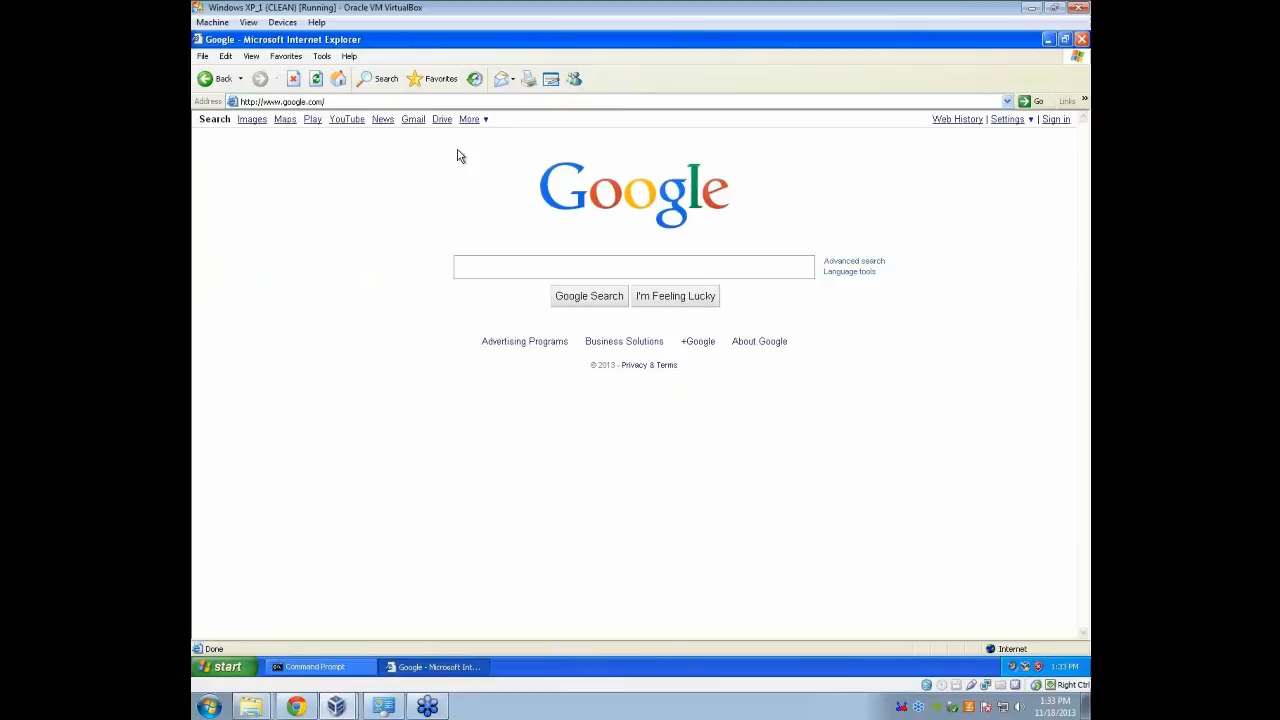 Windows XP_1 (CLEAN) [Running] - Oracle VM VirtualBox
Machine View Devices Help
Google - Microsoft Internet Explorer
File Edit View Favorites Tools Help
Back Search Favorites
Address http://www.google.com/ Go Links »
Search Images Maps Play YouTube News Gmail Drive More ▼ Web History | Settings ▼ | Sign in
Google
Advanced search
Language tools
Google Search I'm Feeling Lucky
Advertising Programs Business Solutions +Google About Google
© 2013 - Privacy & Terms
Done Internet
start Command Prompt Google - Microsoft Int... 1:33 PM
Right Ctrl
1:33 PM
11/18/2013